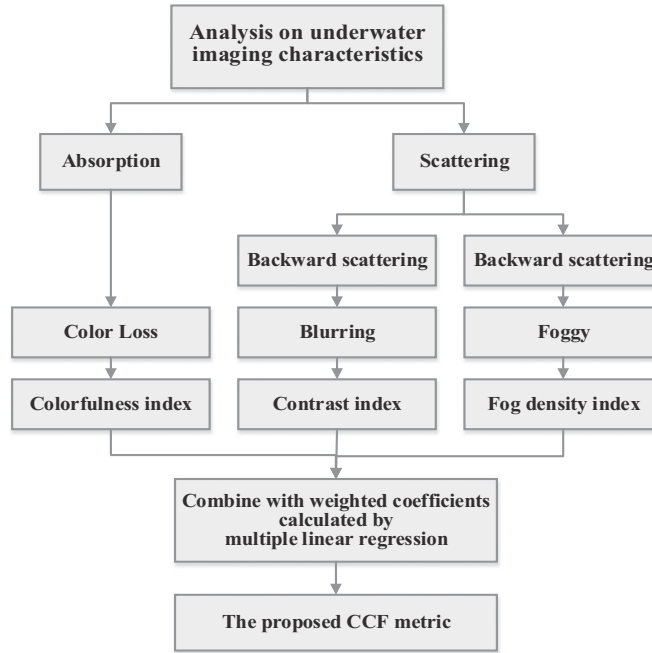 Analysis on underwater
imaging characteristics
Absorption
Scattering
Backward scattering
Backward scattering
Color Loss
Blurring
Foggy
Colorfulness index
Contrast index
Fog density index
Combine with weighted coefficients
calculated by
multiple linear regression
The proposed CCF metric